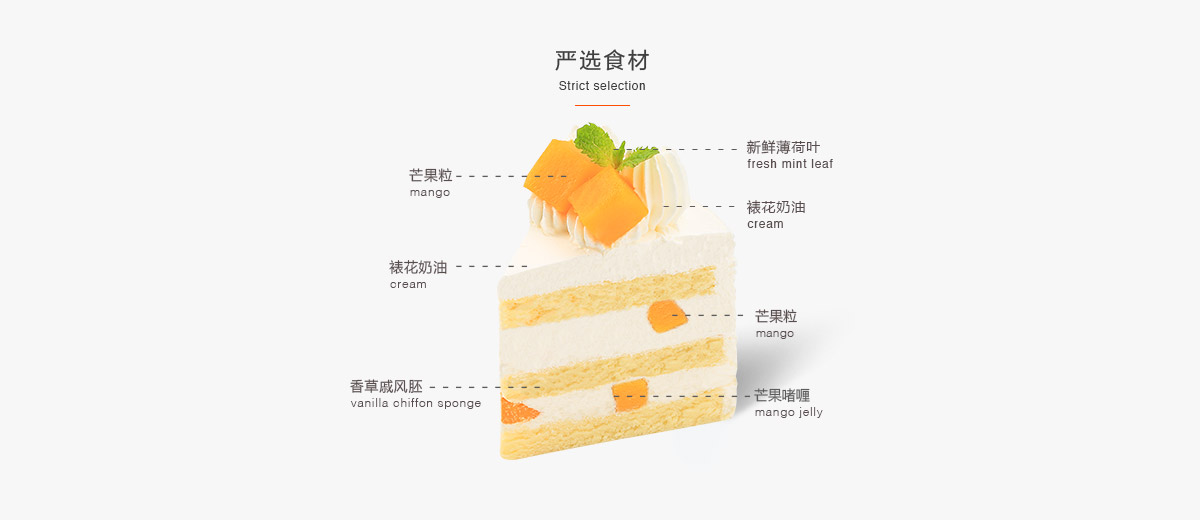 严选食材
Strict selection
新鲜薄荷叶
fresh mint leaf
芒果粒
mango
裱花奶油
cream
裱花奶油
cream
芒果粒
mango
香草戚风胚
vanilla chiffon sponge
芒果啫喱
mango jelly